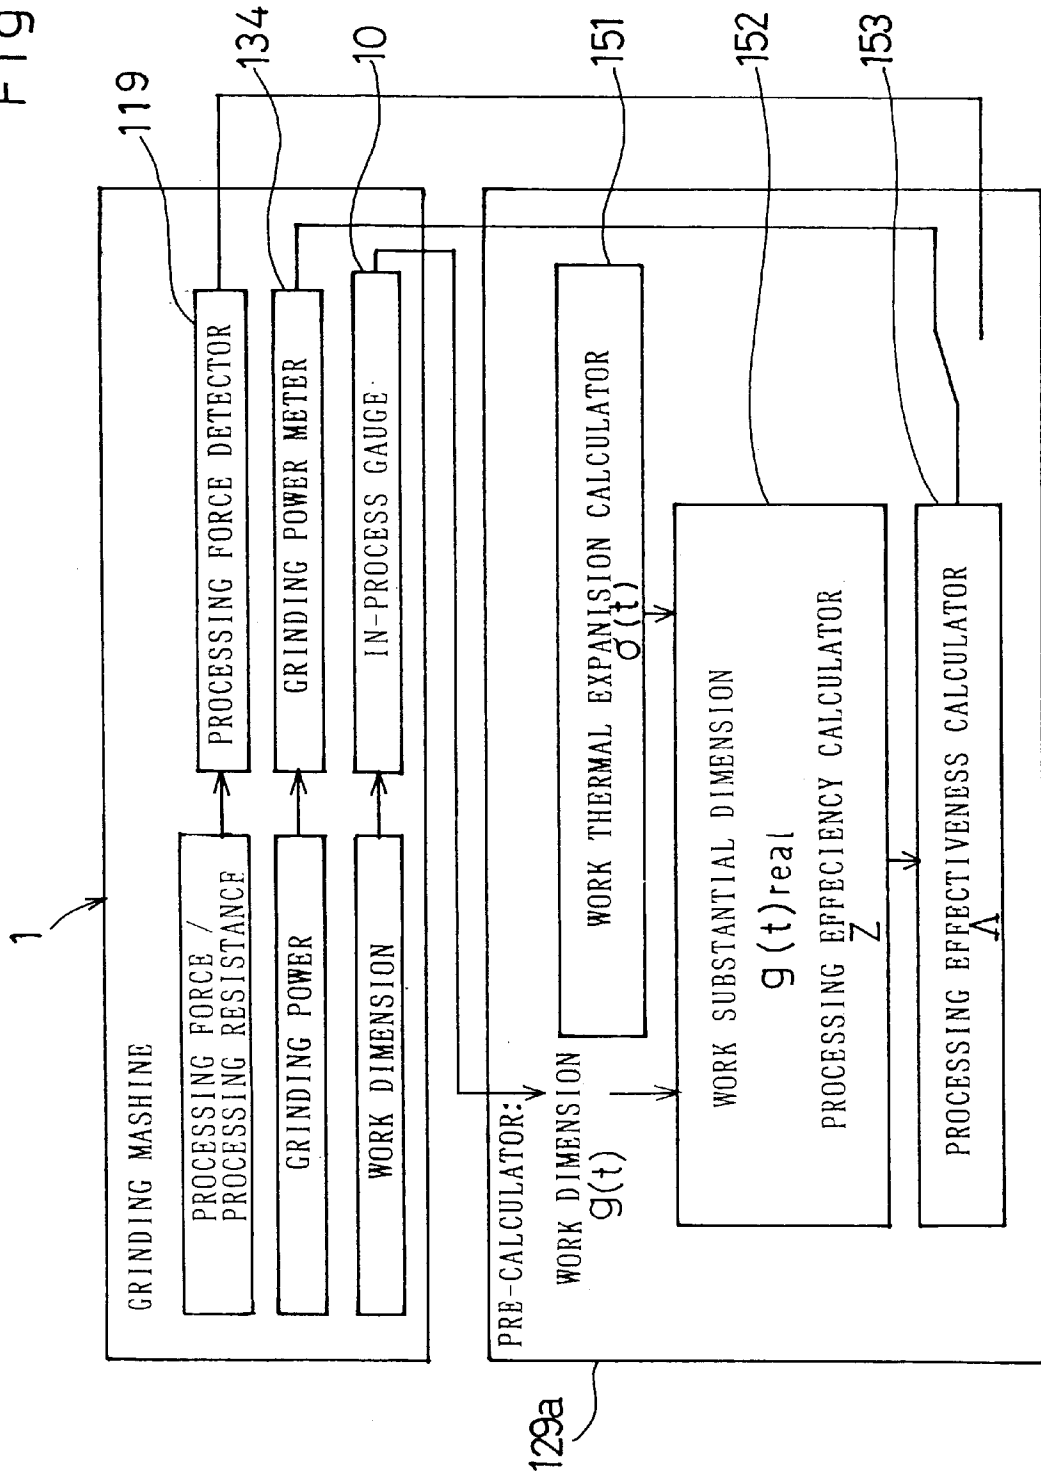 Fig
1
GRINDING MASHINE
PROCESSING FORCE /
PROCESSING RESISTANCE
PROCESSING FORCE DETECTOR
119
GRINDING POWER
GRINDING POWER METER
134
WORK DIMENSION
IN-PROCESS GAUGE
10
129a
PRE-CALCULATOR:
WORK DIMENSION
g(t)
WORK THERMAL EXPANISION CALCULATOR
σ(t)
151
WORK SUBSTANTIAL DIMENSION
g(t)real
PROCESSING EFFECIENCY CALCULATOR
Z
152
PROCESSING EFFECTIVENESS CALCULATOR
Λ
153